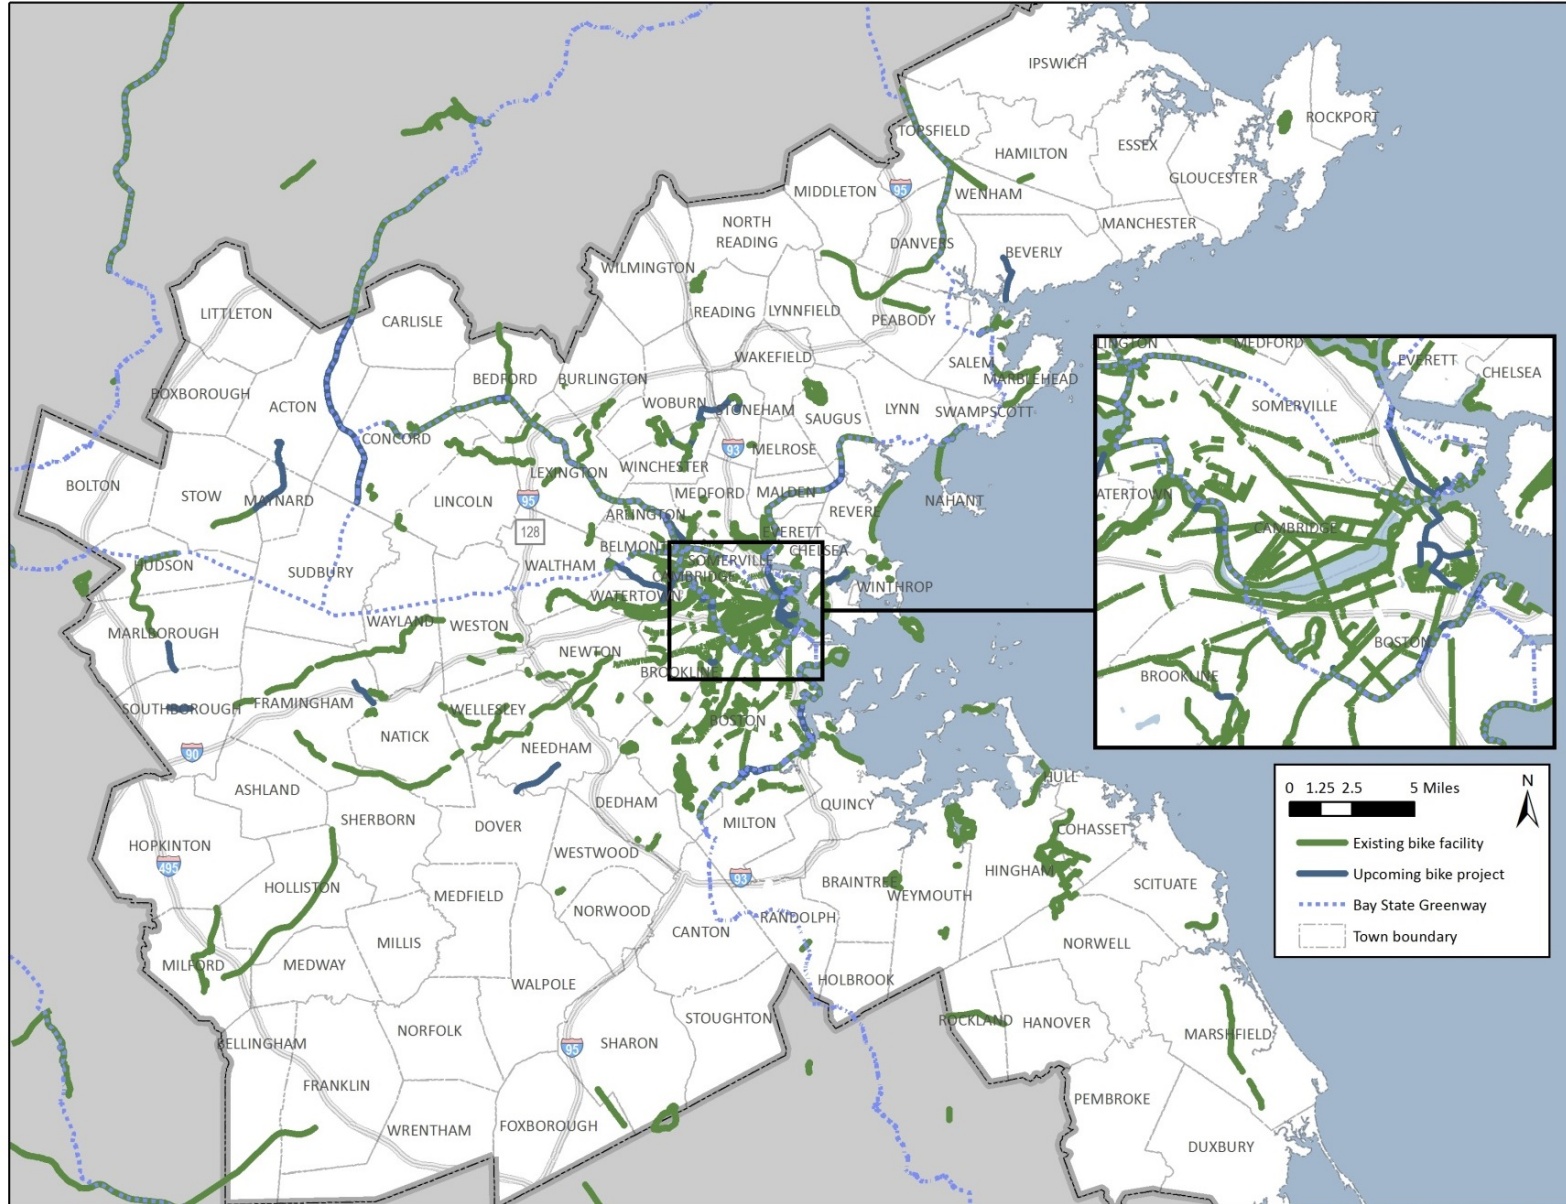 IPSWICH
ROCKPORT
TOPSFIELD
ESSEX
HAMILTON
GLOUCESTER
95
MIDDLETON
WENHAM
NORTH
READING
MANCHESTER
DANVERS
BEVERLY
WILMINGTON
LITTLETON
CARLISLE
READING
LYNNFIELD
PEABODY
WAKEFIELD
SALEM
MARBLEHEAD
BEDFORD
BURLINGTON
BOXBOROUGH
ACTON
WOBURN
STONEHAM
SAUGUS
LYNN
SWAMPSCOTT
CONCORD
93
MELROSE
WINCHESTER
LEXINGTON
BOLTON
STOW
MAYNARD
LINCOLN
95
MEDFORD
MALDEN
REVERE
NAHANT
ARLINGTON
128
EVERETT
BELMONT
CHELSEA
HUDSON
SUDBURY
WALTHAM
SOMERVILLE
CAMBRIDGE
WINTHROP
WATERTOWN
MARLBOROUGH
WAYLAND
WESTON
NEWTON
BROOKLINE
SOUTHBOROUGH
FRAMINGHAM
WELLESLEY
BOSTON
NATICK
NEEDHAM
90
ASHLAND
HULL
SHERBORN
DOVER
DEDHAM
MILTON
QUINCY
COHASSET
HOPKINTON
495
WESTWOOD
HOLLISTON
MEDFIELD
93
BRAINTREE
WEYMOUTH
HINGHAM
SCITUATE
NORWOOD
RANDOLPH
CANTON
MILLIS
NORWELL
MILFORD
MEDWAY
WALPOLE
HOLBROOK
STOUGHTON
ROCKLAND
HANOVER
MARSHFIELD
NORFOLK
BELLINGHAM
95
SHARON
FRANKLIN
PEMBROKE
WRENTHAM
FOXBOROUGH
DUXBURY
LINGTON
MEDFORD
EVERETT
CHELSEA
SOMERVILLE
ATERTOWN
CAMBRIDGE
BOSTON
BROOKLINE
0 1.25 2.5 5 Miles
N
Existing bike facility
Upcoming bike project
Bay State Greenway
Town boundary